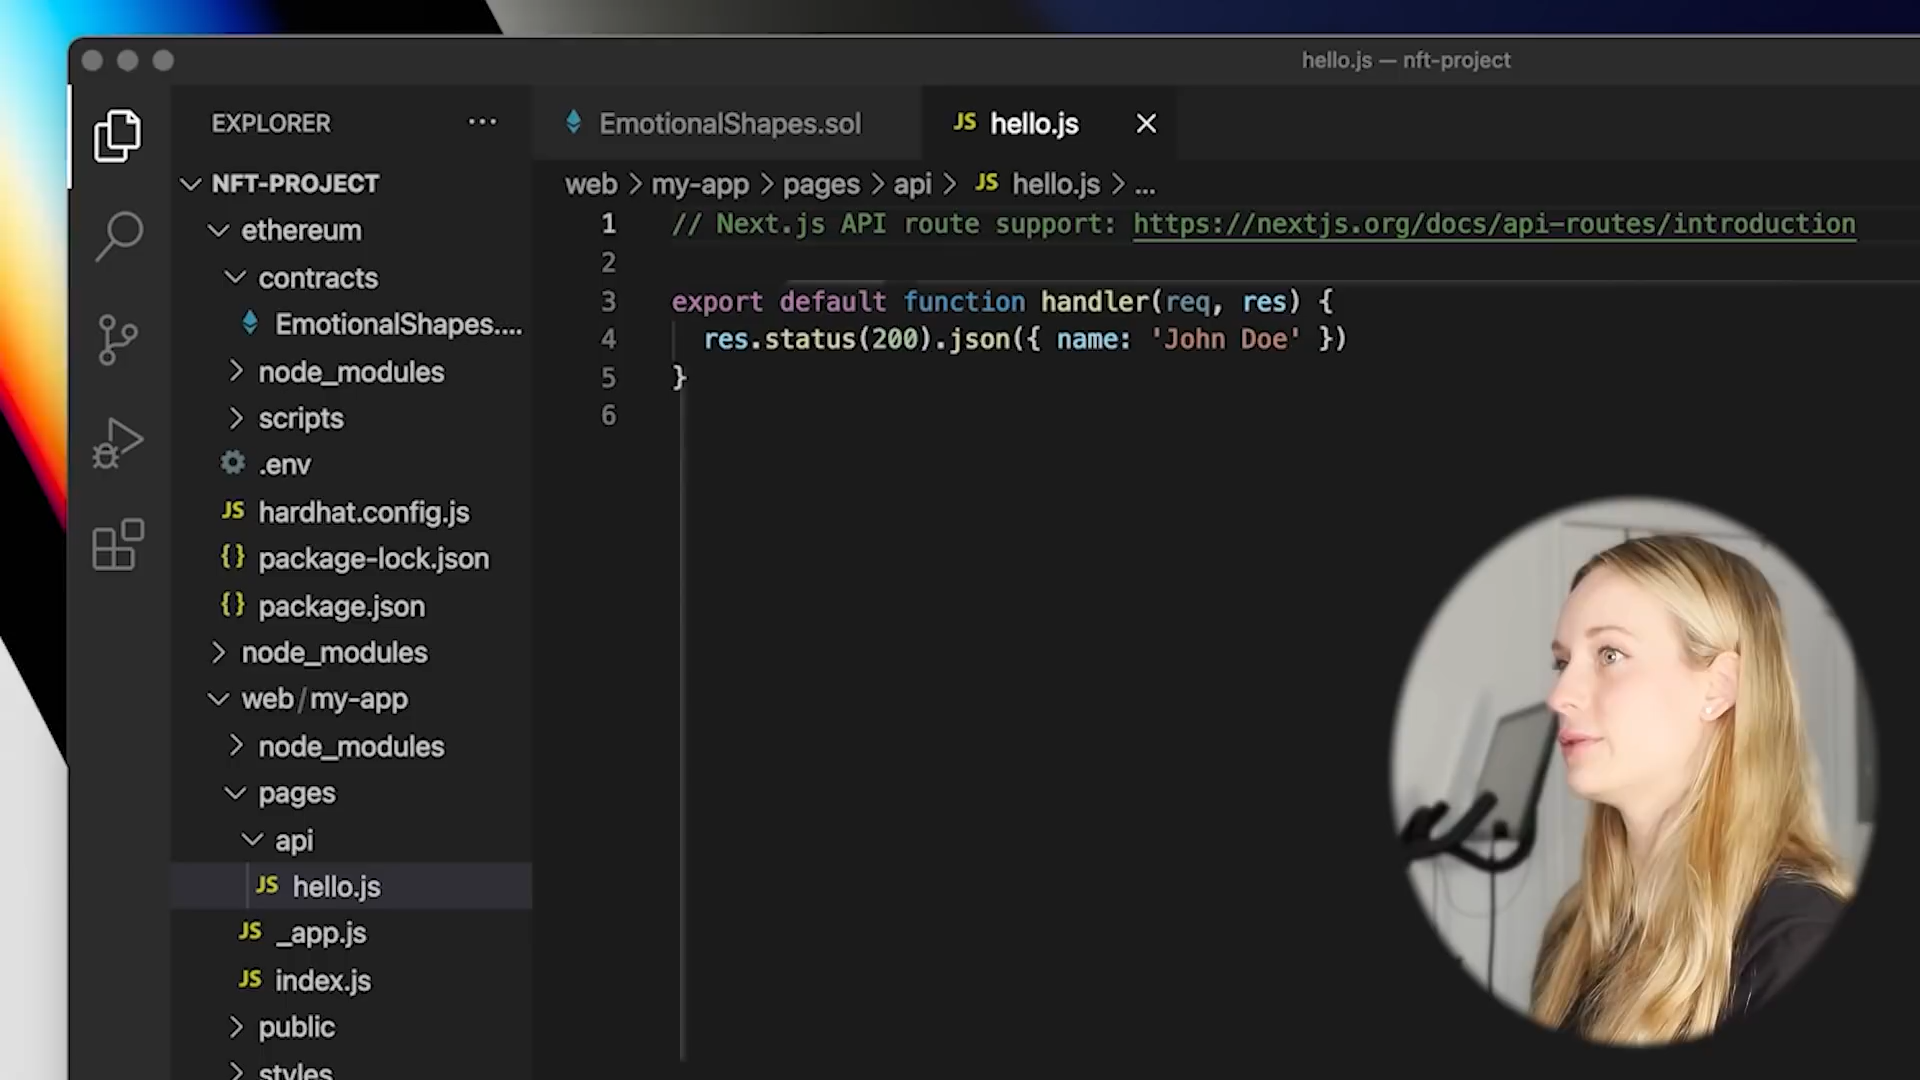 hello.js — nft-project
EXPLORER ...
NFT-PROJECT
ethereum
contracts
EmotionalShapes....
node_modules
scripts
.env
JS hardhat.config.js
{} package-lock.json
{} package.json
node_modules
web/my-app
node_modules
pages
api
JS hello.js
JS _app.js
JS index.js
public
styles
EmotionalShapes.sol
JS hello.js
web > my-app > pages > api > JS hello.js > ...
1 // Next.js API route support: https://nextjs.org/docs/api-routes/introduction
2
3 export default function handler(req, res) {
4 res.status(200).json({ name: 'John Doe' })
5 }
6